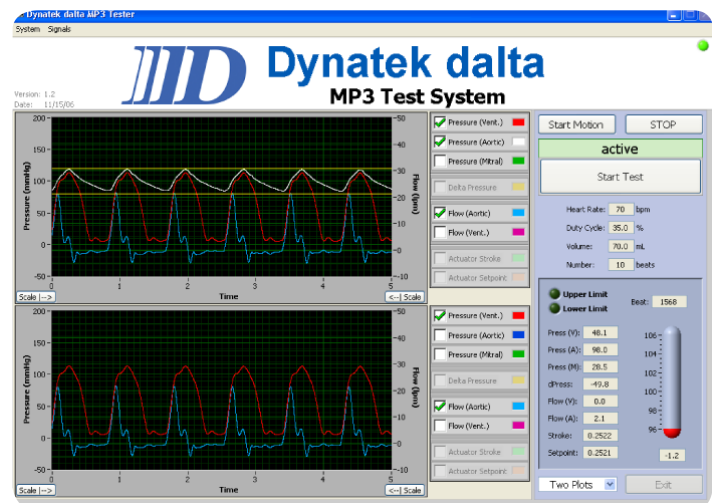 Dynatek dalta MP3 Tester
System Signals
Dynatek dalta
MP3 Test System
Version: 1.2
Date: 11/15/06
200
150
100
50
0
-50
Pressure (mmHg)
50
40
30
20
10
0
-10
Flow (lpm)
0 1 2 3 4 5
Scale |--> Time <--| Scale
Pressure (Vent.)
Pressure (Aortic)
Pressure (Mitral)
Delta Pressure
Flow (Aortic)
Flow (Vent.)
Actuator Stroke
Actuator Setpoint
200
150
100
50
0
-50
Pressure (mmHg)
50
40
30
20
10
0
-10
Flow (lpm)
0 1 2 3 4 5
Scale |--> Time <--| Scale
Pressure (Vent.)
Pressure (Aortic)
Pressure (Mitral)
Delta Pressure
Flow (Aortic)
Flow (Vent.)
Actuator Stroke
Actuator Setpoint
Start Motion STOP
active
Start Test
Heart Rate: 70 bpm
Duty Cycle: 35.0 %
Volume: 70.0 mL
Number: 10 beats
Upper Limit
Lower Limit
Beat: 1568
Press (V): 48.1
Press (A): 98.0
Press (M): 28.5
dPress: -49.8
Flow (V): 0.0
Flow (A): 2.1
Stroke: 0.2522
Setpoint: 0.2521
106
104
102
100
98
96
-1.2
Two Plots Exit